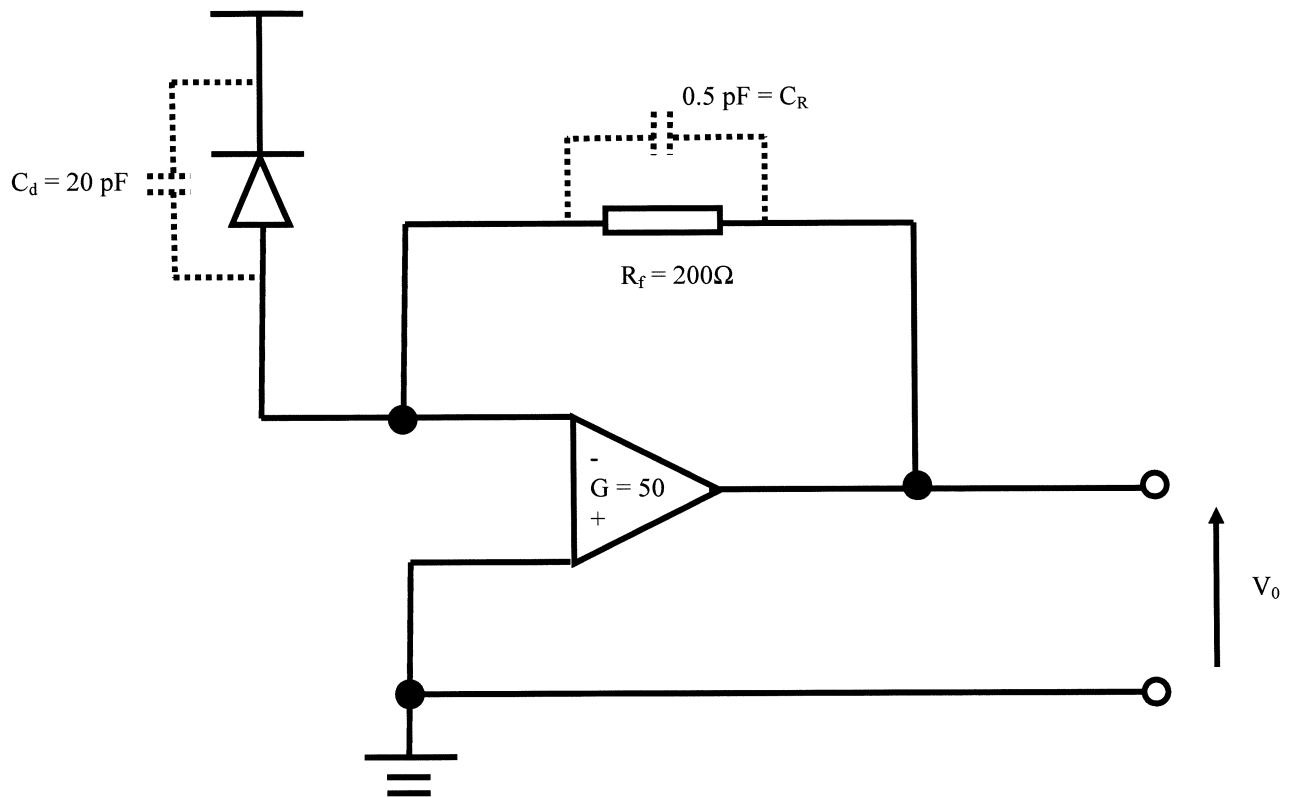 0.5 pF = C_R
C_d = 20 pF
R_f = 200Ω
-
G = 50
+
V_0